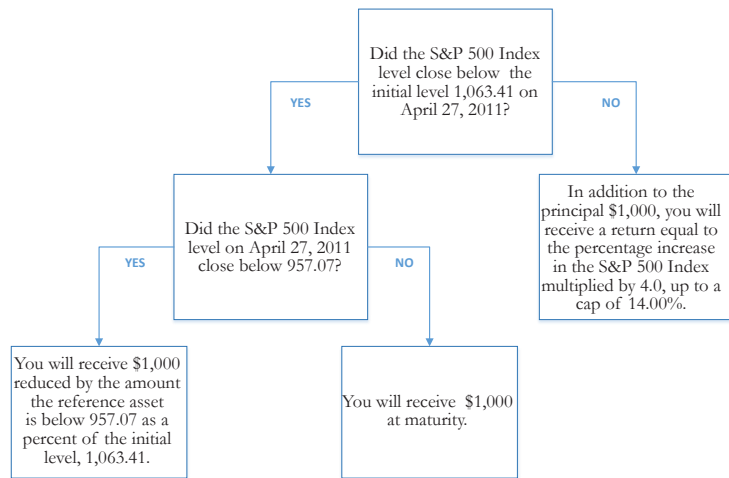 Did the S&P 500 Index
level close below the
initial level 1,063.41 on
April 27, 2011?
YES
NO
Did the S&P 500 Index
level on April 27, 2011
close below 957.07?
In addition to the
principal $1,000, you will
receive a return equal to
the percentage increase
in the S&P 500 Index
multiplied by 4.0, up to a
cap of 14.00%.
YES
NO
You will receive $1,000
reduced by the amount
the reference asset
is below 957.07 as a
percent of the initial
level, 1,063.41.
You will receive $1,000
at maturity.